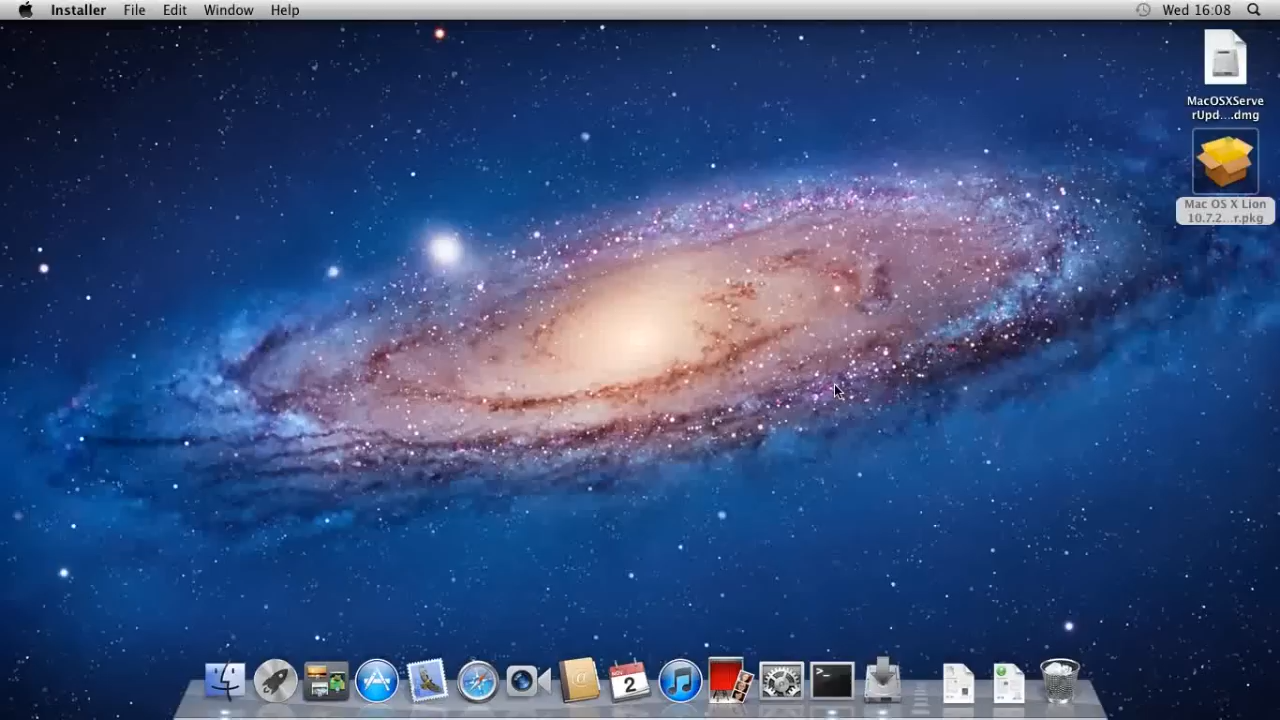 Installer File Edit Window Help Wed 16:08
MacOSXServe
rUpd....dmg
Mac OS X Lion
10.7.2...r.pkg
NOV
2
>_
@